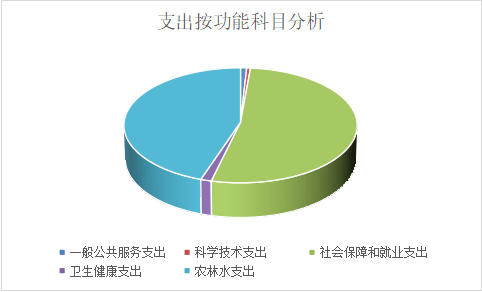 支出按功能科目分析
一般公共服务支出 科学技术支出 社会保障和就业支出
卫生健康支出 农林水支出